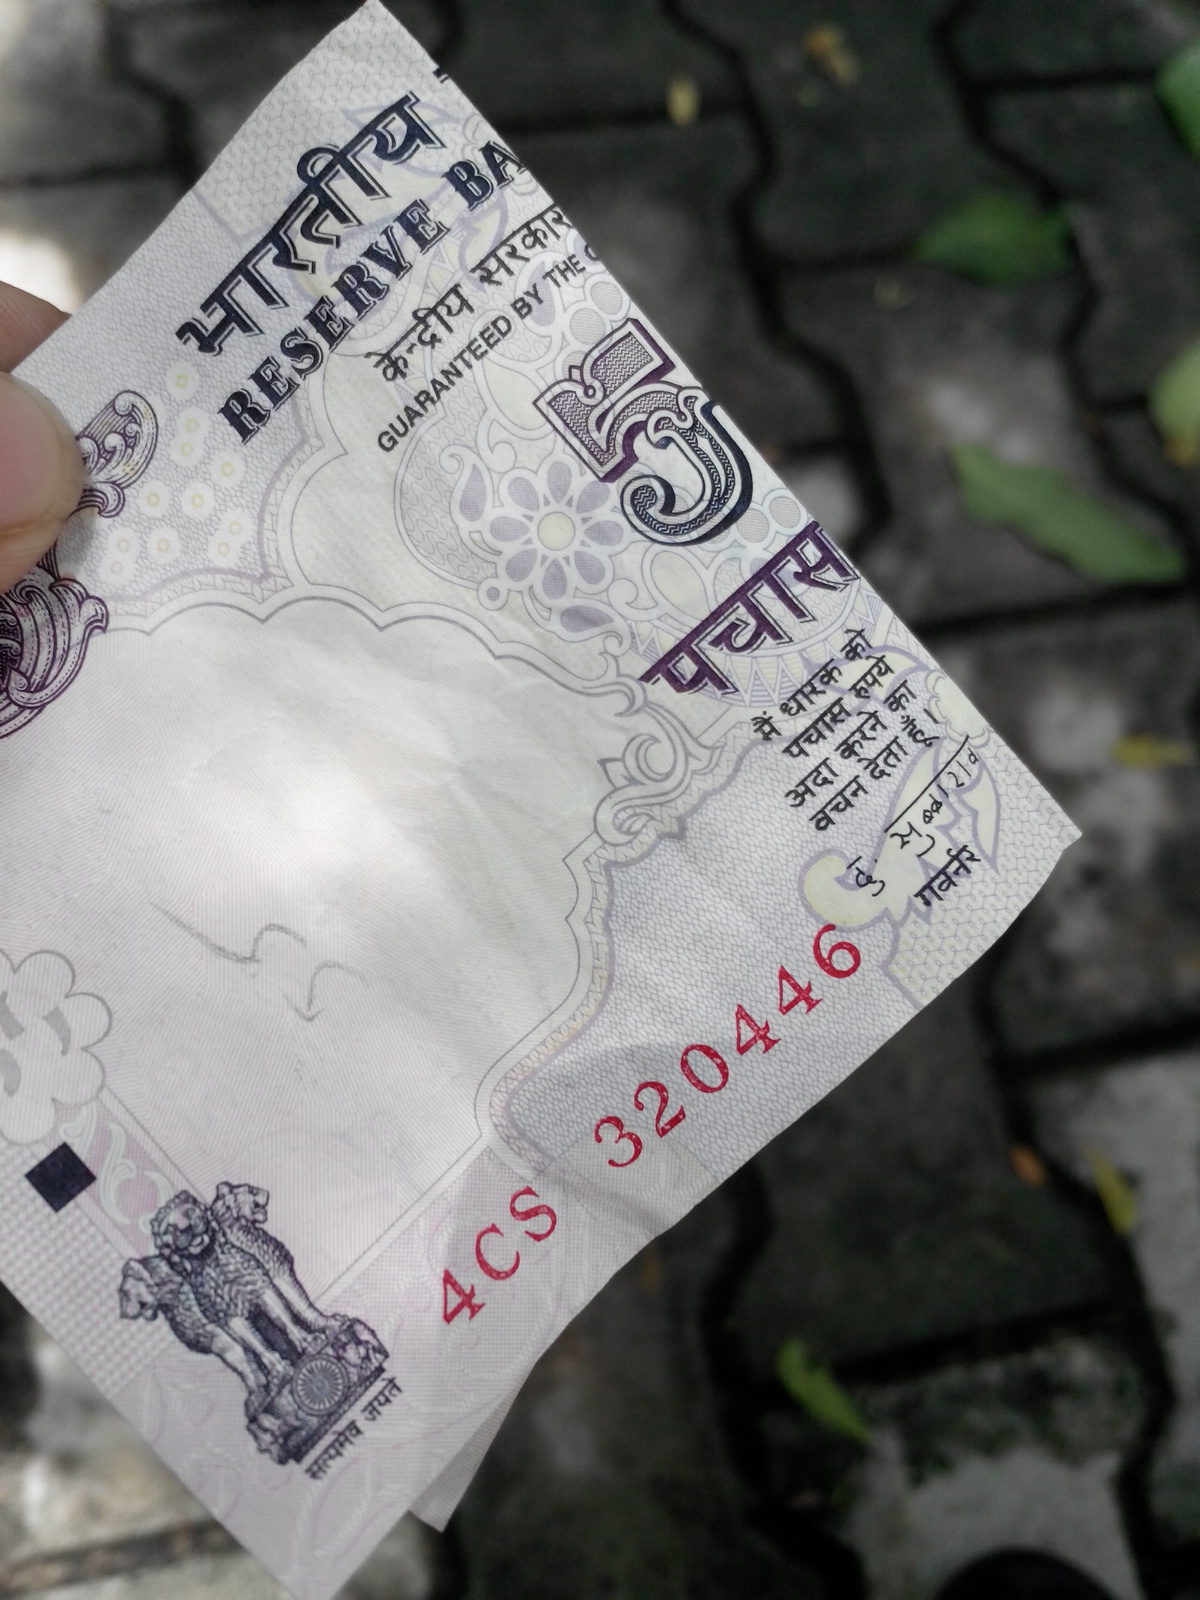 भारतीय
RESERVE BA
केन्द्रीय सरकार
GUARANTEED BY THE
5
पचास
मैं धारक को
पचास रुपये
अदा करने का
वचन देता हूँ।
गवर्नर
4CS 320446
सत्यमेव जयते